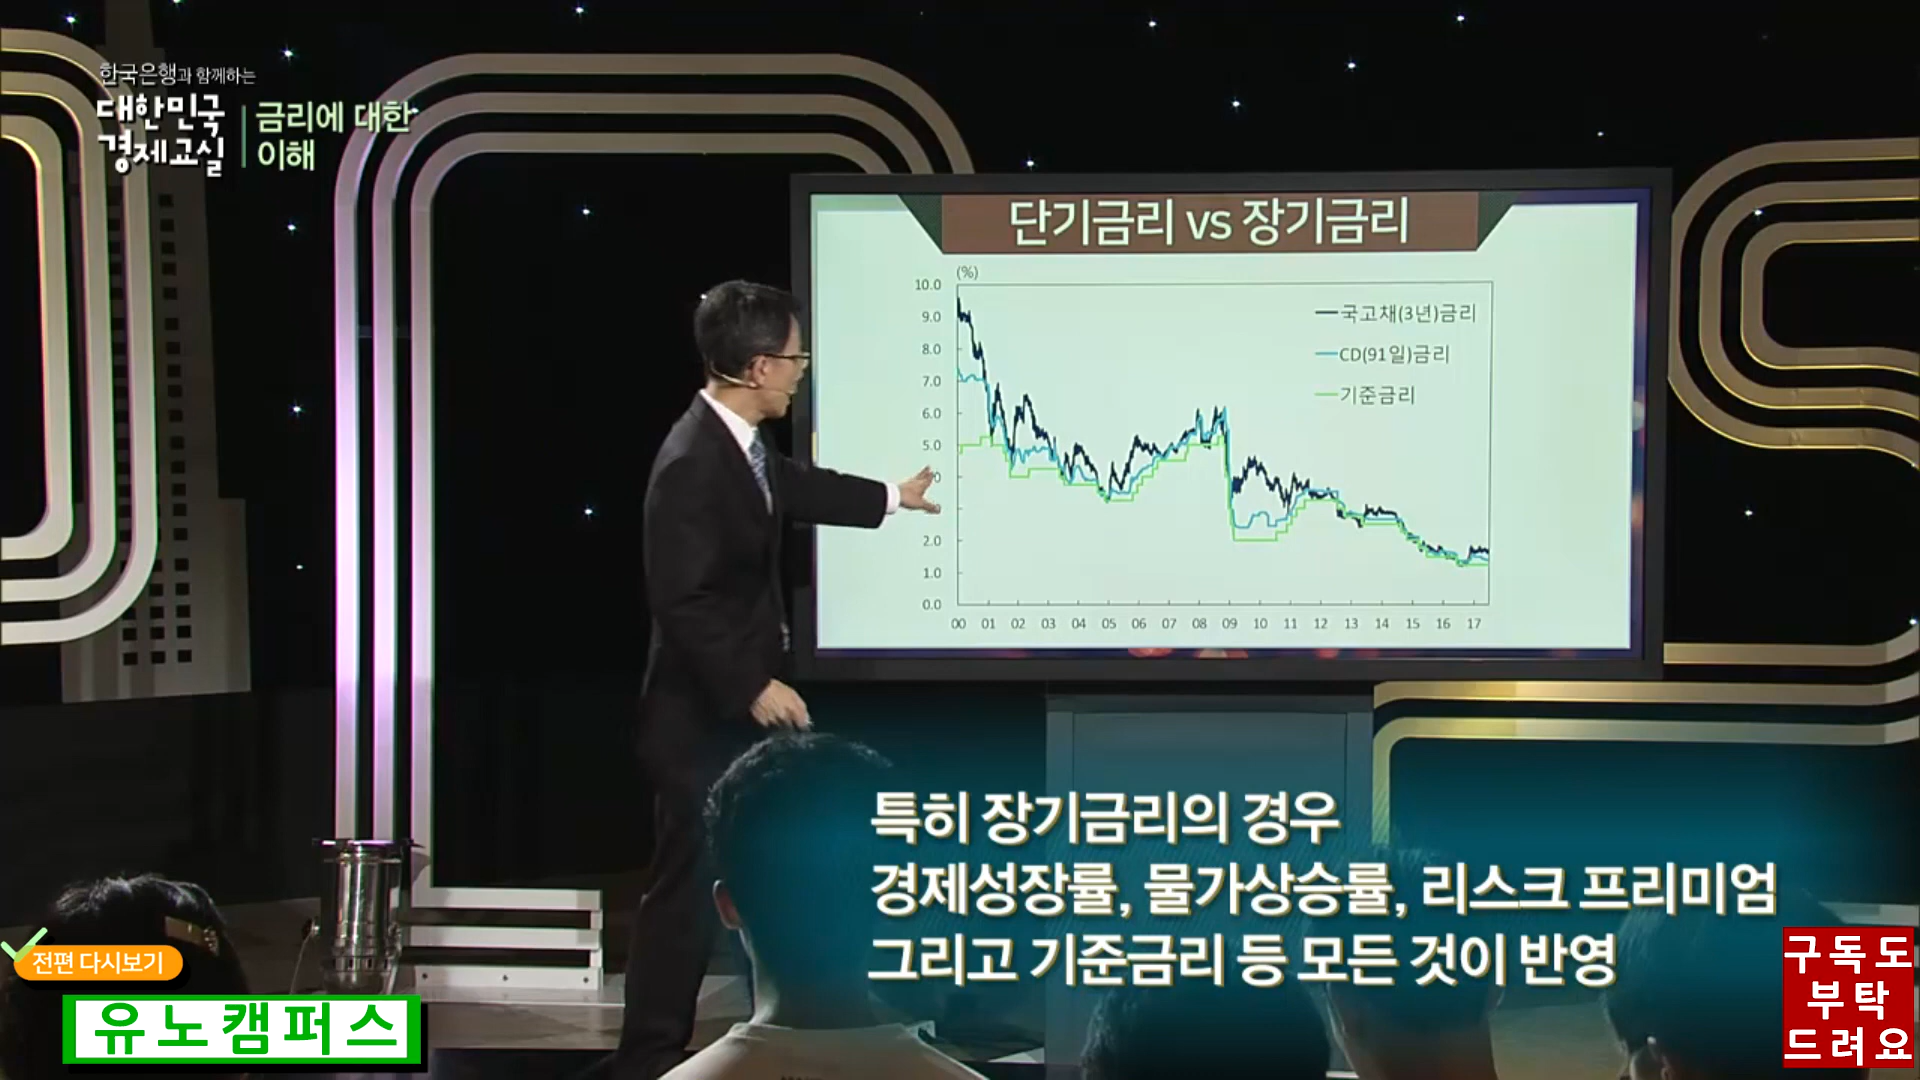 한국은행과 함께하는
대한민국
경제교실
금리에 대한
이해
단기금리 vs 장기금리
(%)
10.0
9.0
8.0
7.0
6.0
5.0
2.0
1.0
0.0
국고채(3년)금리
CD(91일)금리
기준금리
00 01 02 03 04 05 06 07 08 09 10 11 12 13 14 15 16 17
특히 장기금리의 경우
경제성장률, 물가상승률, 리스크 프리미엄
그리고 기준금리 등 모든 것이 반영
전편 다시보기
유노캠퍼스
구독도
부탁
드려요